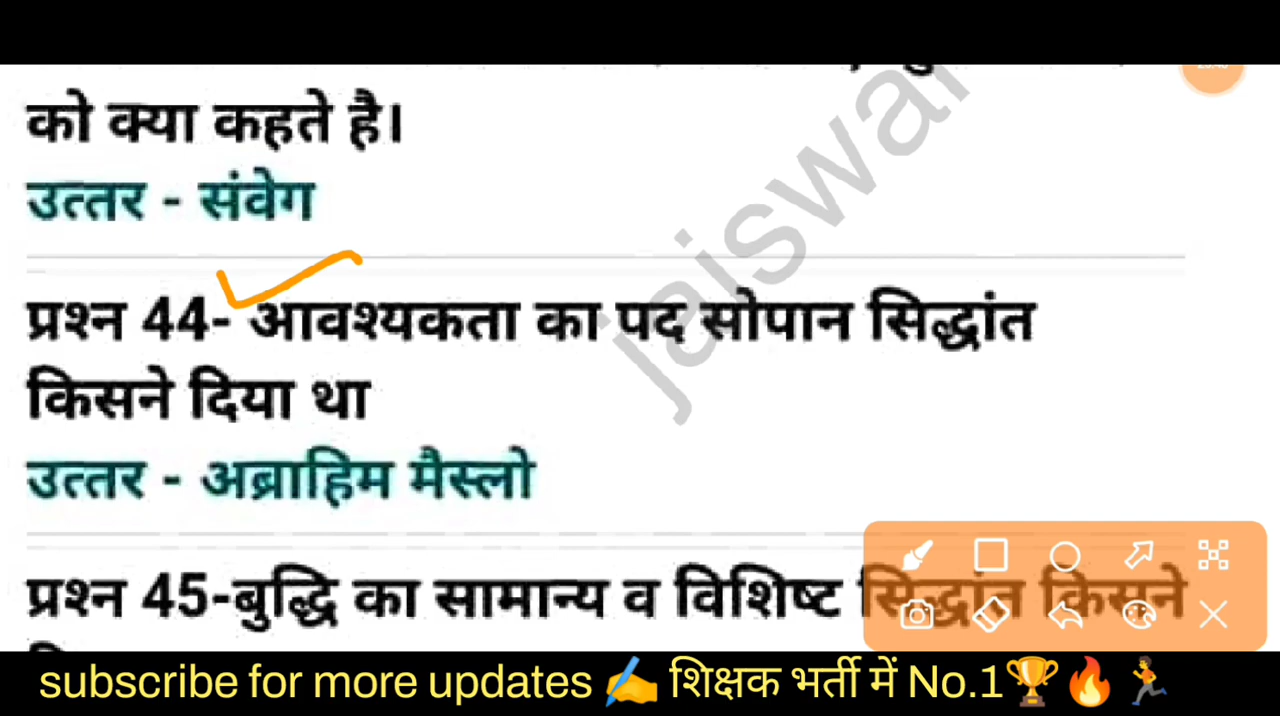 को क्या कहते है।
उत्तर - संवेग
प्रश्न 44- आवश्यकता का पद सोपान सिद्धांत
किसने दिया था
उत्तर - अब्राहिम मैस्लो
प्रश्न 45-बुद्धि का सामान्य व विशिष्ट सिद्धांत किसने
jaiswal
subscribe for more updates ✍️ शिक्षक भर्ती में No.1🏆🔥🏃